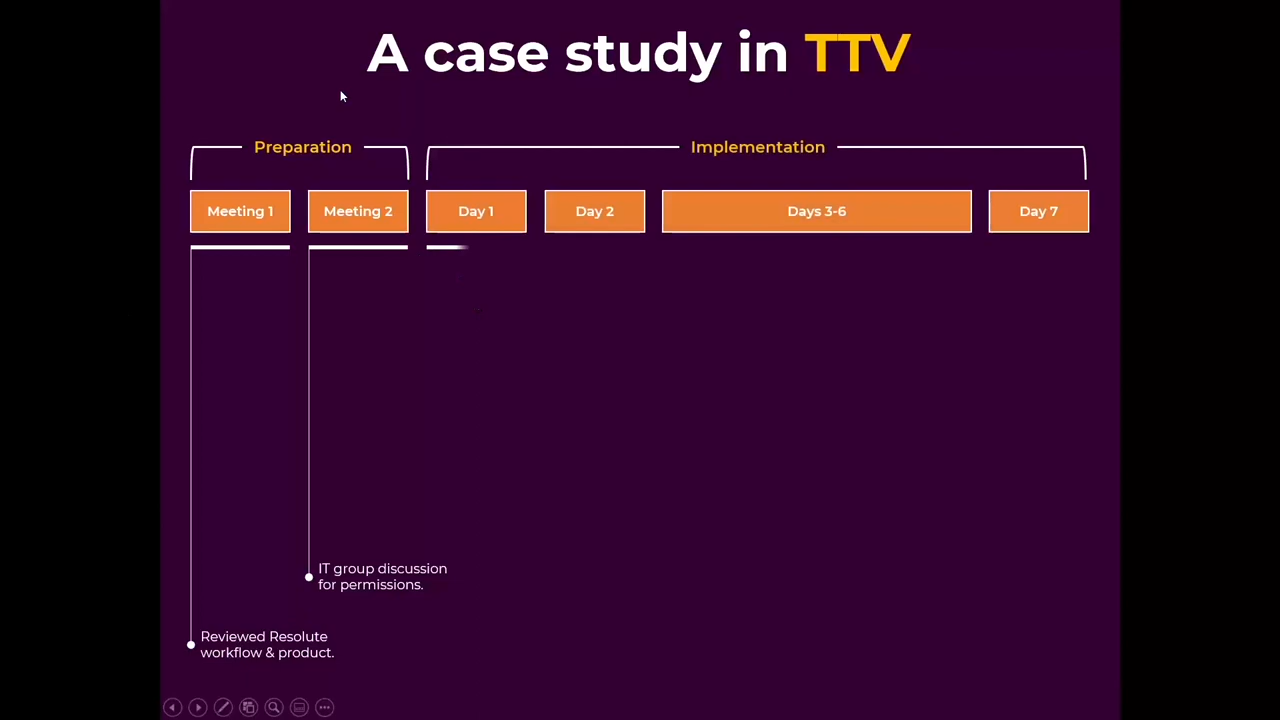 A case study in TTV
Preparation
Implementation
Meeting 1
Meeting 2
Day 1
Day 2
Days 3-6
Day 7
IT group discussion
for permissions.
Reviewed Resolute
workflow & product.